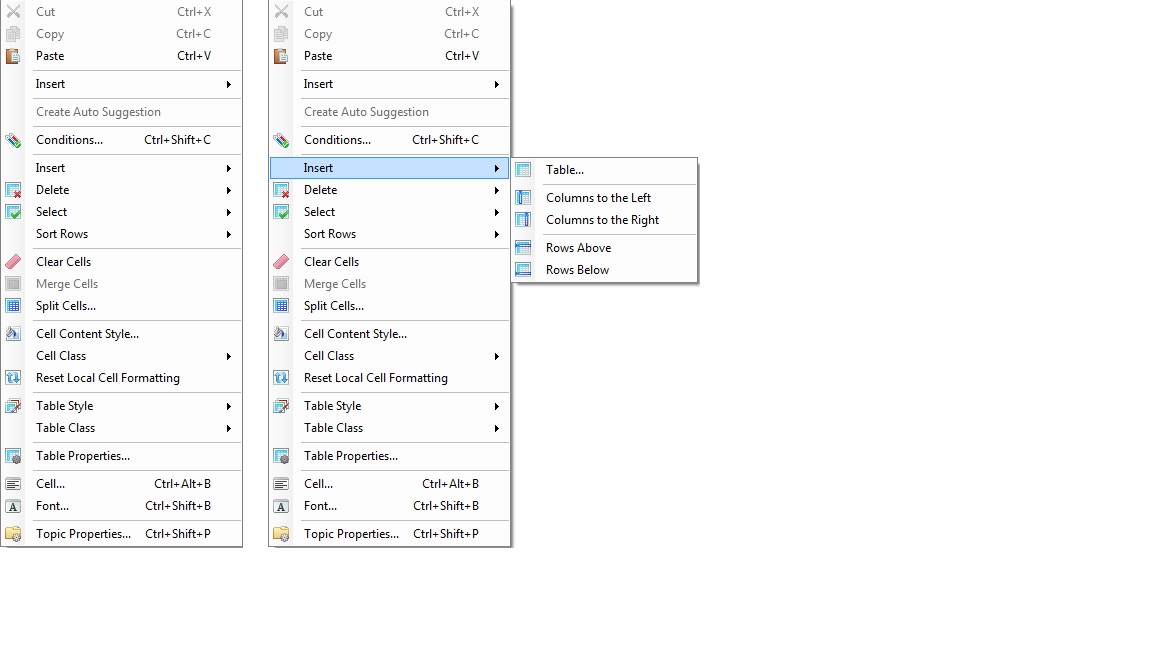 Cut Ctrl+X
Copy Ctrl+C
Paste Ctrl+V
Insert
Create Auto Suggestion
Conditions... Ctrl+Shift+C
Insert
Delete
Select
Sort Rows
Clear Cells
Merge Cells
Split Cells...
Cell Content Style...
Cell Class
Reset Local Cell Formatting
Table Style
Table Class
Table Properties...
Cell... Ctrl+Alt+B
Font... Ctrl+Shift+B
Topic Properties... Ctrl+Shift+P
Cut Ctrl+X
Copy Ctrl+C
Paste Ctrl+V
Insert
Create Auto Suggestion
Conditions... Ctrl+Shift+C
Insert
Delete
Select
Sort Rows
Clear Cells
Merge Cells
Split Cells...
Cell Content Style...
Cell Class
Reset Local Cell Formatting
Table Style
Table Class
Table Properties...
Cell... Ctrl+Alt+B
Font... Ctrl+Shift+B
Topic Properties... Ctrl+Shift+P
Table...
Columns to the Left
Columns to the Right
Rows Above
Rows Below